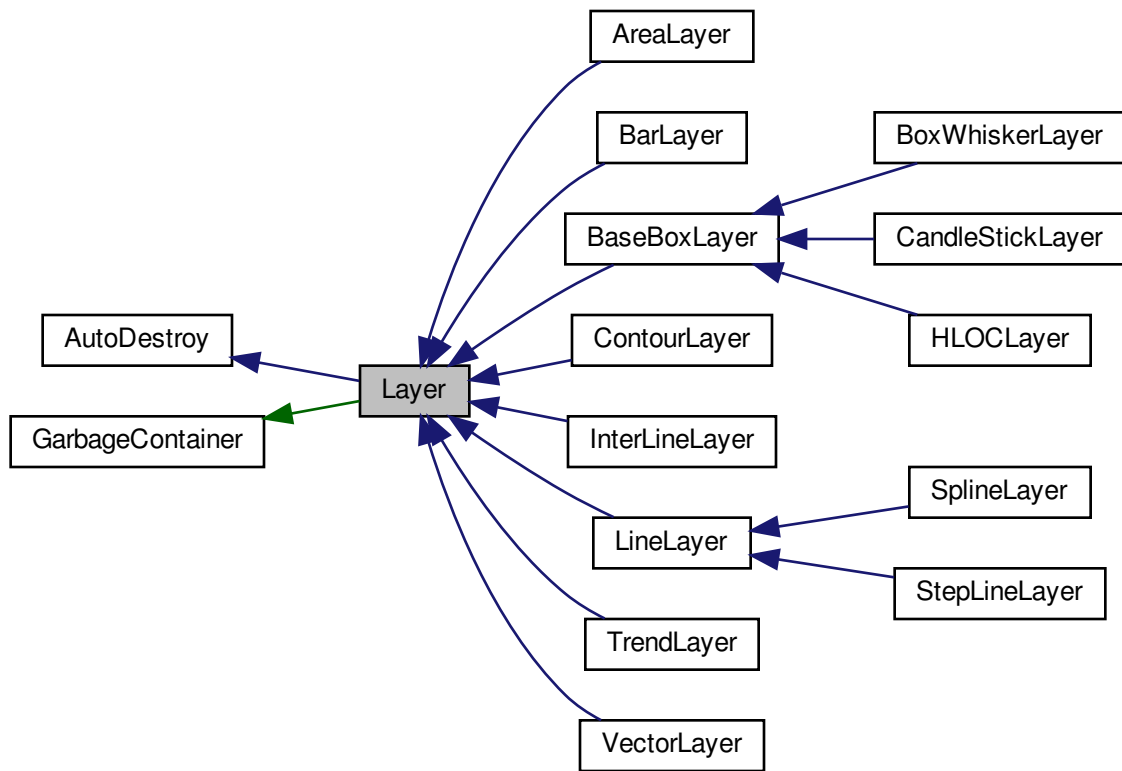 AreaLayer
BarLayer
BoxWhiskerLayer
BaseBoxLayer
CandleStickLayer
AutoDestroy
ContourLayer
HLOCLayer
Layer
GarbageContainer
InterLineLayer
SplineLayer
LineLayer
StepLineLayer
TrendLayer
VectorLayer